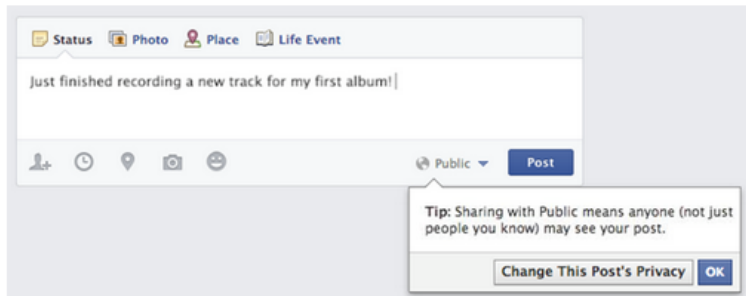 Status Photo Place Life Event
Just finished recording a new track for my first album!
Public Post
Tip: Sharing with Public means anyone (not just
people you know) may see your post.
Change This Post's Privacy OK